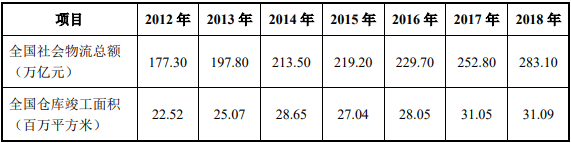 项目 2012 年 2013 年 2014 年 2015 年 2016 年 2017 年 2018 年
全国社会物流总额
（万亿元） 177.30 197.80 213.50 219.20 229.70 252.80 283.10
全国仓库竣工面积
（百万平方米） 22.52 25.07 28.65 27.04 28.05 31.05 31.09